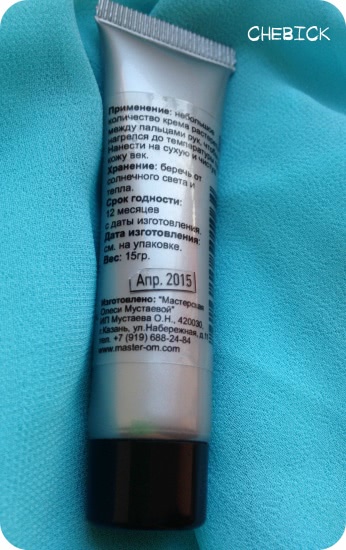 CHEBICK
Применение: небольшое
количество крема
между пальцами рук,
нагрелся до температуры
Нанести на сухую и
кожу век.
Хранение: беречь от
солнечного света и
тепла.
Срок годности:
12 месяцев
с даты изготовления.
Дата изготовления:
см. на упаковке.
Вес: 15гр.
Апр. 2015
Изготовлено: "Мастерская
Олеси Мустаевой"
ИП Мустаева О.Н., 420030,
г.Казань, ул.Набережная,
тел. +7 (919) 688-24-84
www.master-om.com